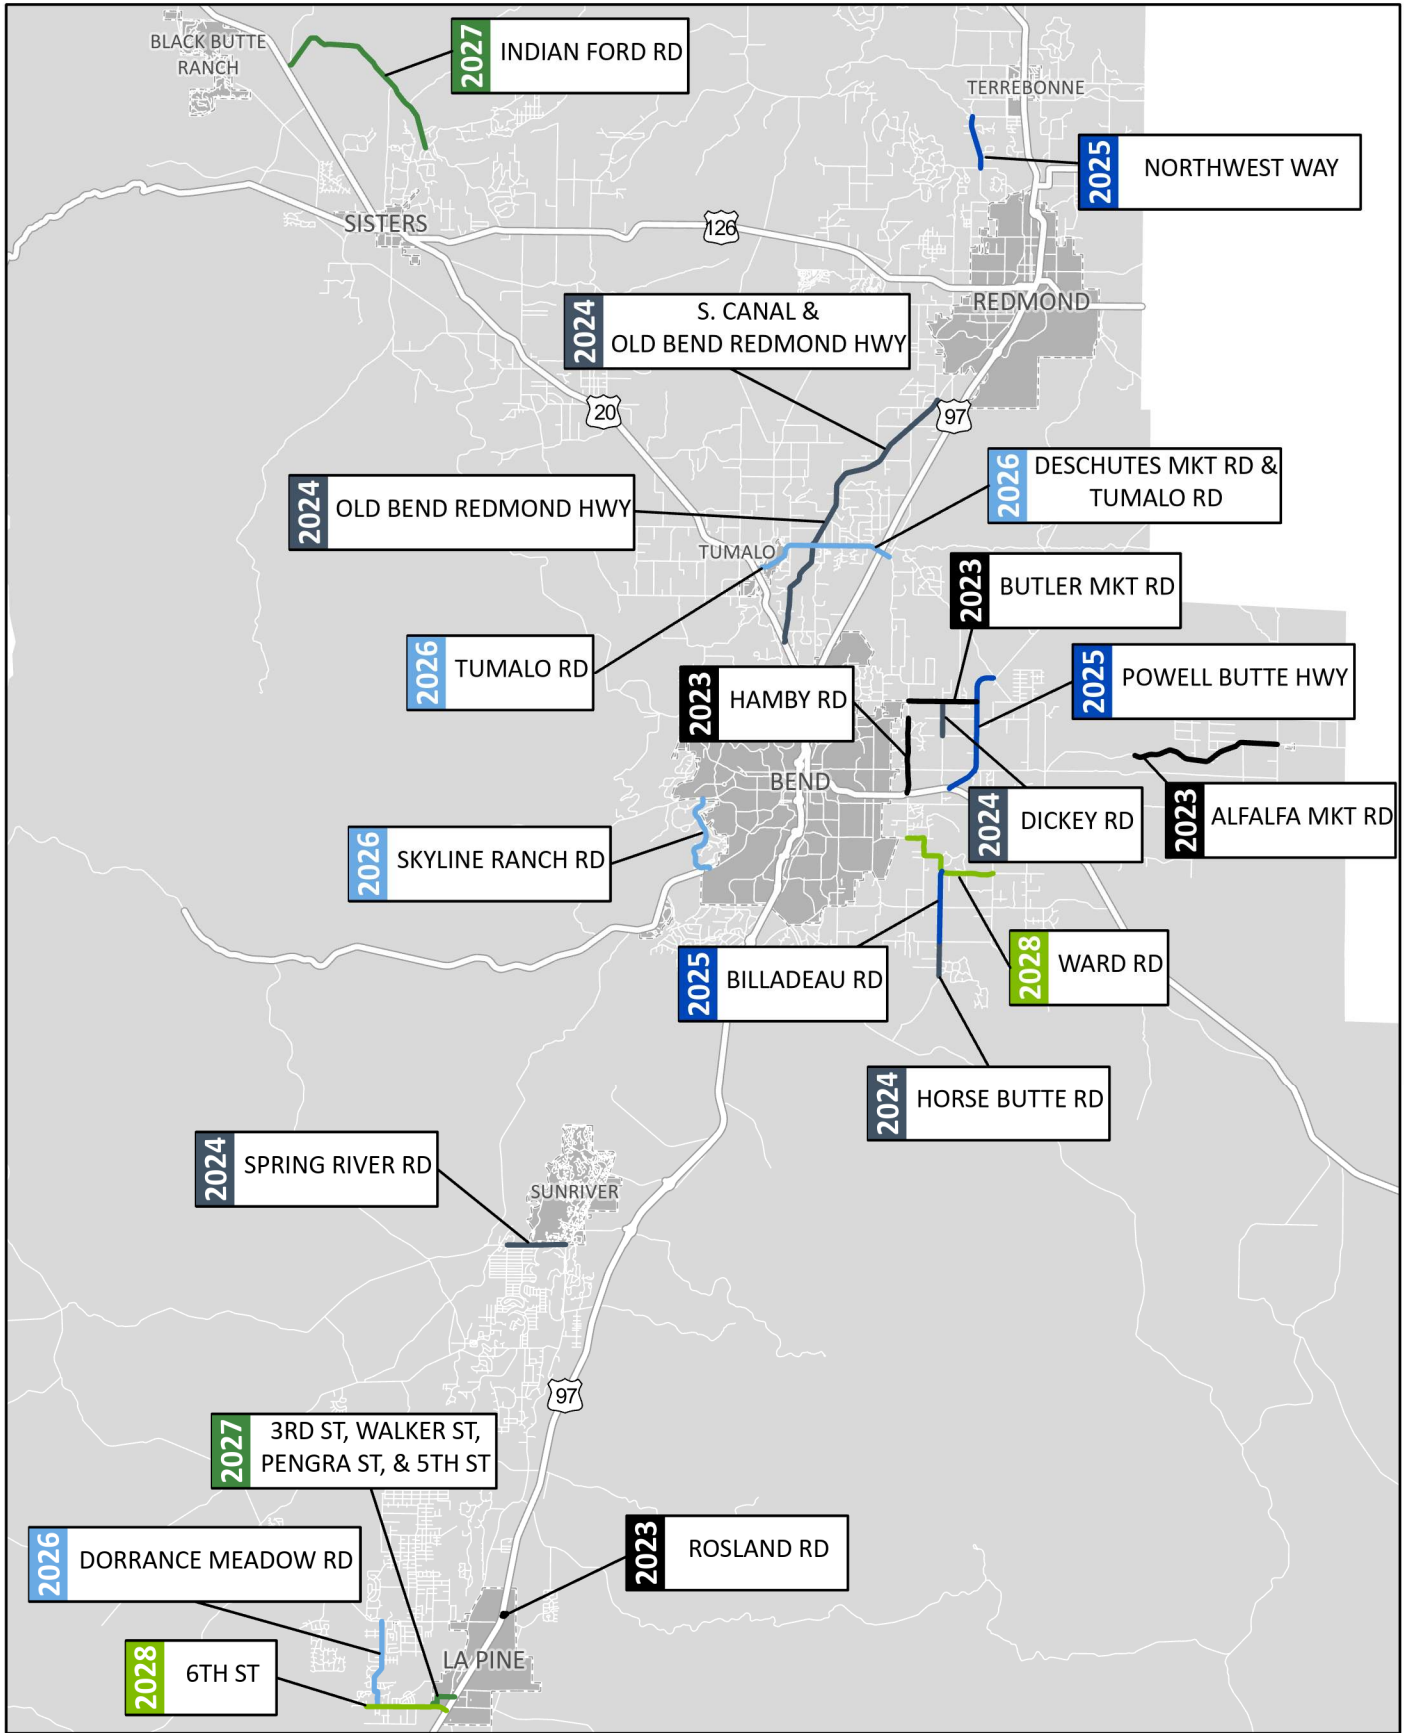 BLACK BUTTE
RANCH
2027
INDIAN FORD RD
TERREBONNE
2025
NORTHWEST WAY
SISTERS
126
REDMOND
2024
S. CANAL &
OLD BEND REDMOND HWY
20
97
2026
DESCHUTES MKT RD &
TUMALO RD
2024
OLD BEND REDMOND HWY
TUMALO
2023
BUTLER MKT RD
2026
TUMALO RD
2023
HAMBY RD
2025
POWELL BUTTE HWY
BEND
2024
DICKEY RD
2023
ALFALFA MKT RD
2026
SKYLINE RANCH RD
2025
BILLADEAU RD
2028
WARD RD
2024
HORSE BUTTE RD
2024
SPRING RIVER RD
SUNRIVER
97
2027
3RD ST, WALKER ST,
PENGRA ST, & 5TH ST
2026
DORRANCE MEADOW RD
2023
ROSLAND RD
2028
6TH ST
LA PINE